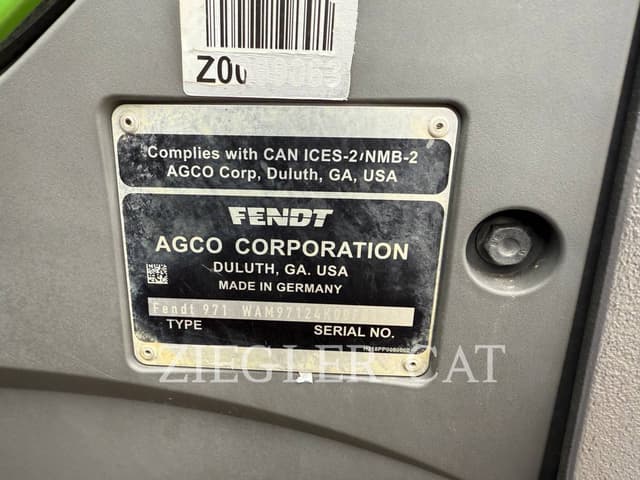 Complies with CAN ICES-2/NMB-2
AGCO Corp, Duluth, GA, USA
FENDT
AGCO CORPORATION
DULUTH, GA. USA
MADE IN GERMANY
Fendt 971
TYPE SERIAL NO.
ZIEGLER CAT